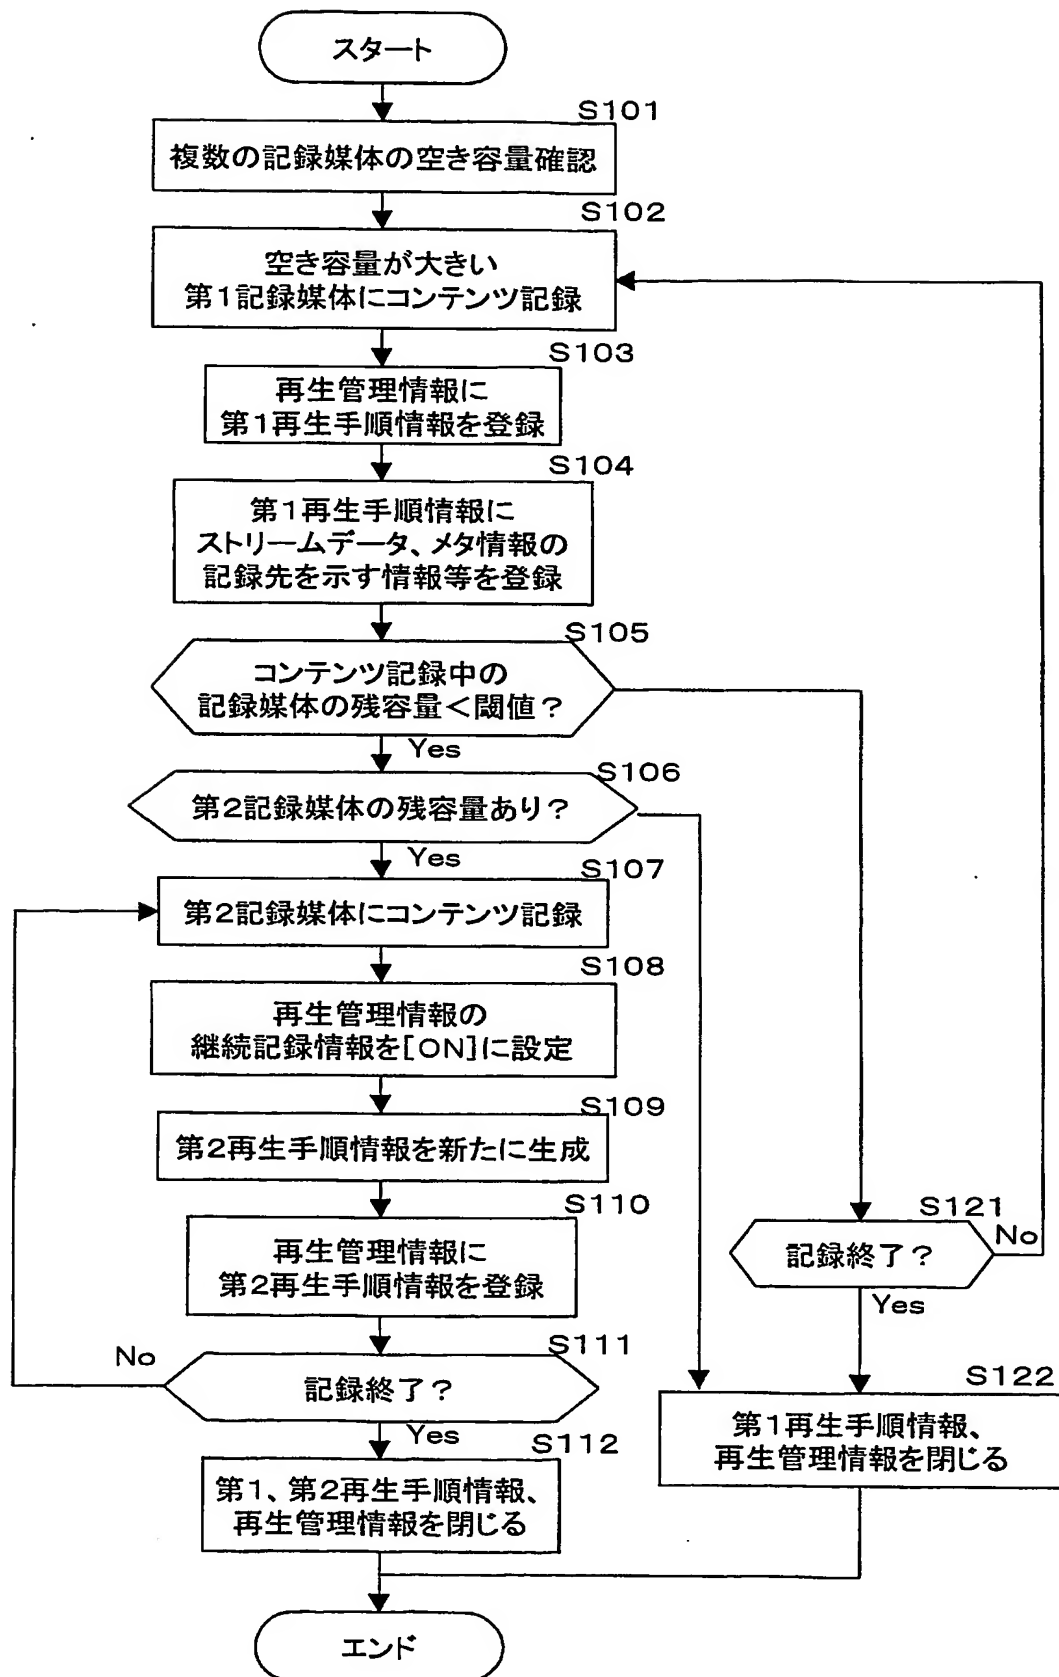 スタート
S101
複数の記録媒体の空き容量確認
S102
空き容量が大きい
第1記録媒体にコンテンツ記録
S103
再生管理情報に
第1再生手順情報を登録
S104
第1再生手順情報に
ストリームデータ、メタ情報の
記録先を示す情報等を登録
S105
コンテンツ記録中の
記録媒体の残容量<閾値?
Yes
S106
第2記録媒体の残容量あり?
Yes
S107
第2記録媒体にコンテンツ記録
S108
再生管理情報の
継続記録情報を[ON]に設定
S109
第2再生手順情報を新たに生成
S110
再生管理情報に
第2再生手順情報を登録
S111
No
記録終了?
Yes
S112
第1、第2再生手順情報、
再生管理情報を閉じる
S121
No
記録終了?
Yes
S122
第1再生手順情報、
再生管理情報を閉じる
エンド